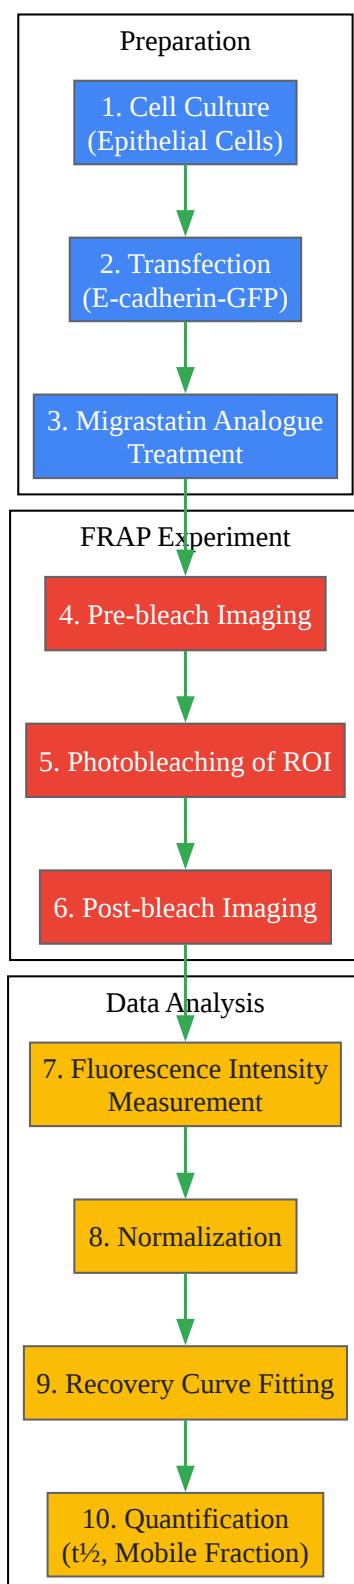 Preparation
1. Cell Culture
(Epithelial Cells)
2. Transfection
(E-cadherin-GFP)
3. Migrastatin Analogue
Treatment
FRAP Experiment
4. Pre-bleach Imaging
5. Photobleaching of ROI
6. Post-bleach Imaging
Data Analysis
7. Fluorescence Intensity
Measurement
8. Normalization
9. Recovery Curve Fitting
10. Quantification
(t½, Mobile Fraction)